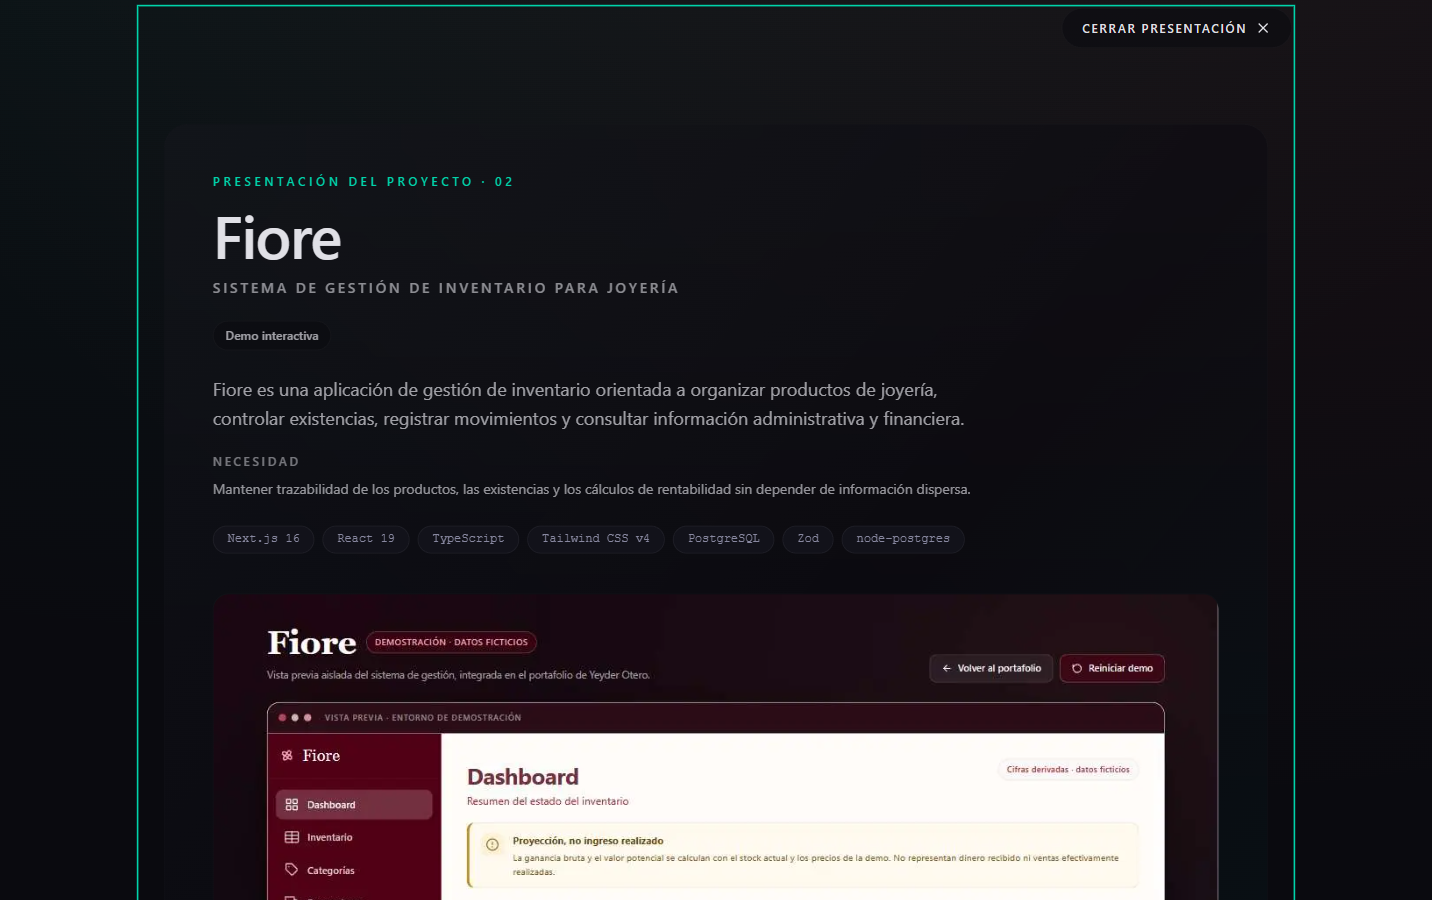 CERRAR PRESENTACIÓN ×
PRESENTACIÓN DEL PROYECTO · 02
Fiore
SISTEMA DE GESTIÓN DE INVENTARIO PARA JOYERÍA
Demo interactiva
Fiore es una aplicación de gestión de inventario orientada a organizar productos de joyería,
controlar existencias, registrar movimientos y consultar información administrativa y financiera.
NECESIDAD
Mantener trazabilidad de los productos, las existencias y los cálculos de rentabilidad sin depender de información dispersa.
Next.js 16 React 19 TypeScript Tailwind CSS v4 PostgreSQL Zod node-postgres
Fiore DEMOSTRACIÓN · DATOS FICTICIOS
Vista previa aislada del sistema de gestión, integrada en el portafolio de Yeyder Otero.
← Volver al portafolio Reiniciar demo
VISTA PREVIA · ENTORNO DE DEMOSTRACIÓN
Fiore
Dashboard
Inventario
Categorías
Dashboard
Cifras derivadas · datos ficticios
Resumen del estado del inventario
Proyección, no ingreso realizado
La ganancia bruta y el valor potencial se calculan con el stock actual y los precios de la demo. No representan dinero recibido ni ventas efectivamente
realizadas.